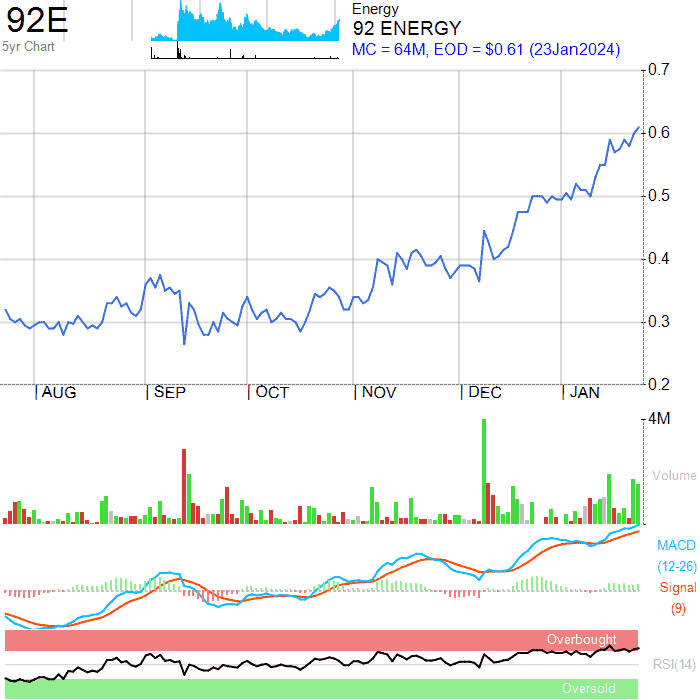 92E
5yr Chart
Energy
92 ENERGY
MC = 64M, EOD = $0.61 (23Jan2024)
0.7
0.6
0.5
0.4
0.3
0.2
AUG
SEP
OCT
NOV
DEC
JAN
4M
Volume
MACD
(12-26)
Signal
(9)
Overbought
RSI(14)
Oversold